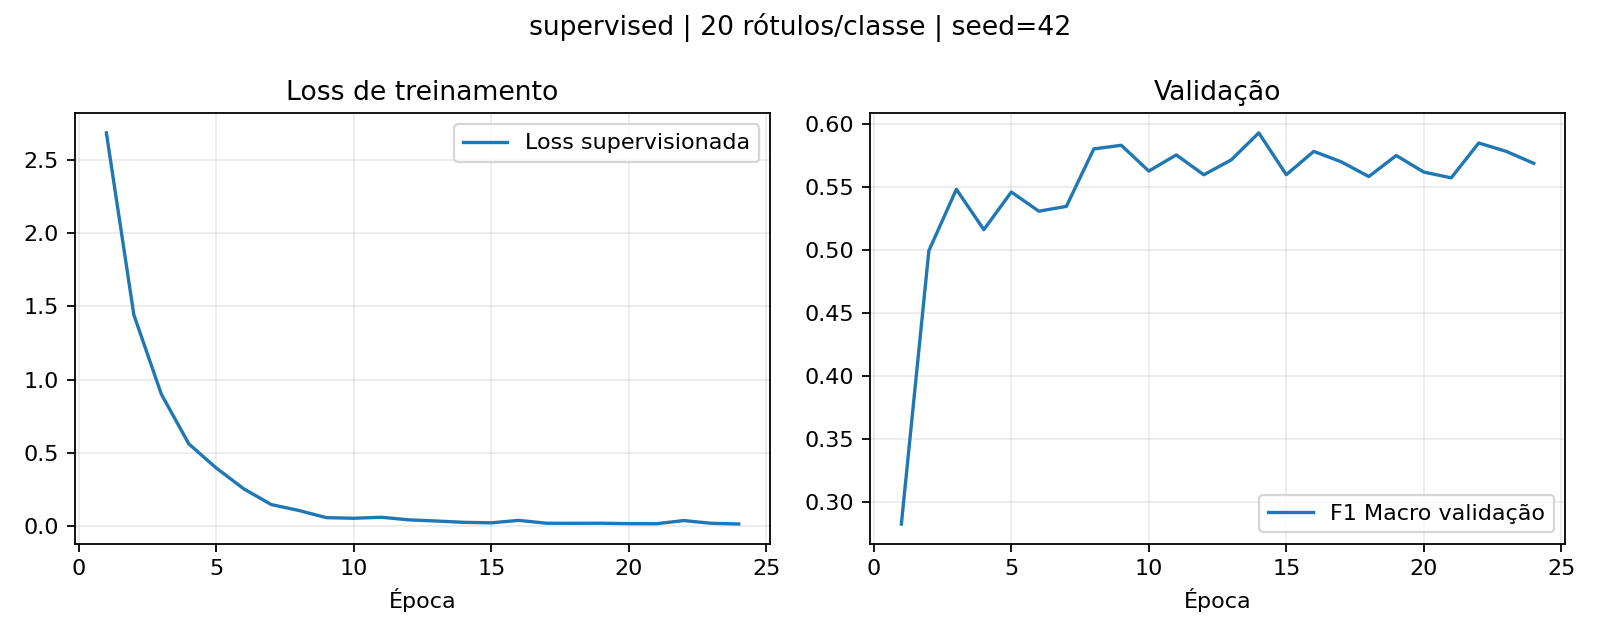 supervised | 20 rótulos/classe | seed=42
Loss de treinamento
Loss supervisionada
2.5
2.0
1.5
1.0
0.5
0.0
0 5 10 15 20 25
Época
Validação
0.60
0.55
0.50
0.45
0.40
0.35
0.30
F1 Macro validação
0 5 10 15 20 25
Época